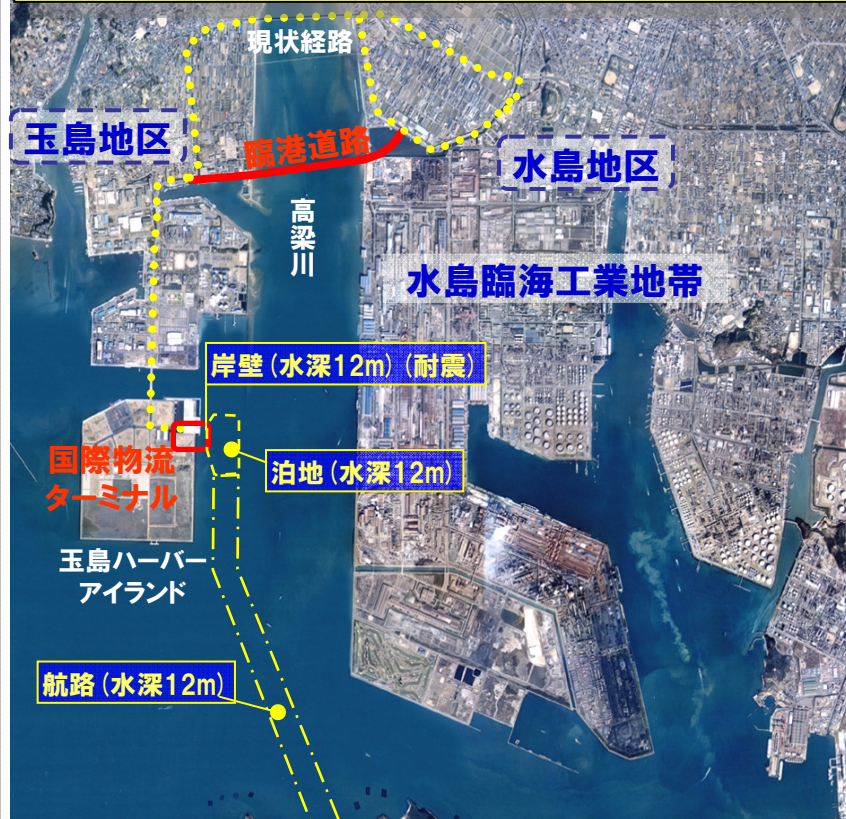 現状経路
玉島地区
臨港道路
水島地区
高梁川
水島臨海工業地帯
岸壁（水深12m）（耐震）
国際物流
ターミナル
泊地（水深12m）
玉島ハーバー
アイランド
航路（水深12m）